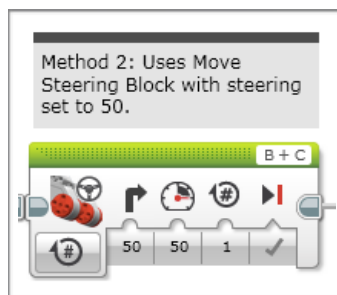 Method 2: Uses Move
Steering Block with steering
set to 50.
B + C
#
# 50 50 1